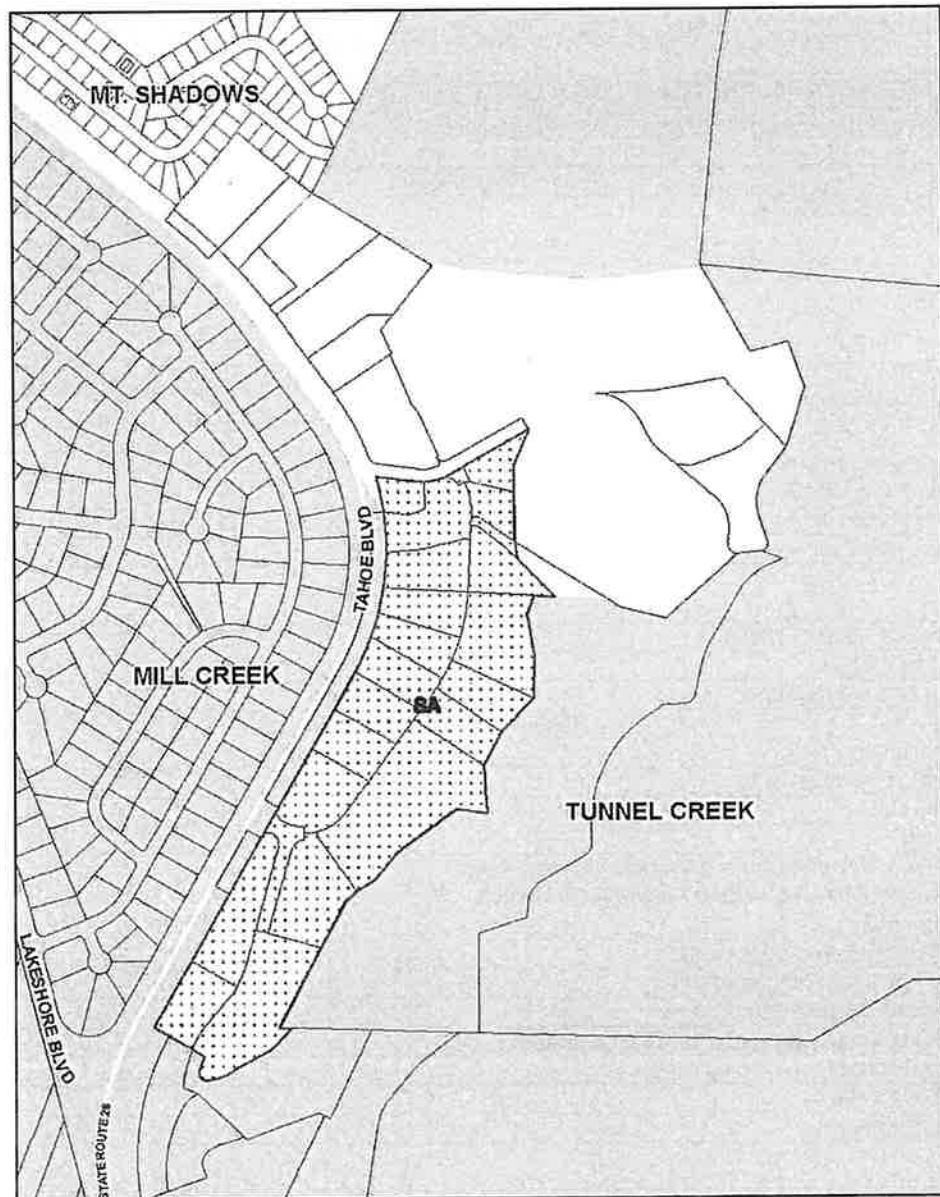 MT. SHADOWS
TAHOE BLVD
MILL CREEK
SA
TUNNEL CREEK
LAKESHORE BLVD
STATE ROUTE 28